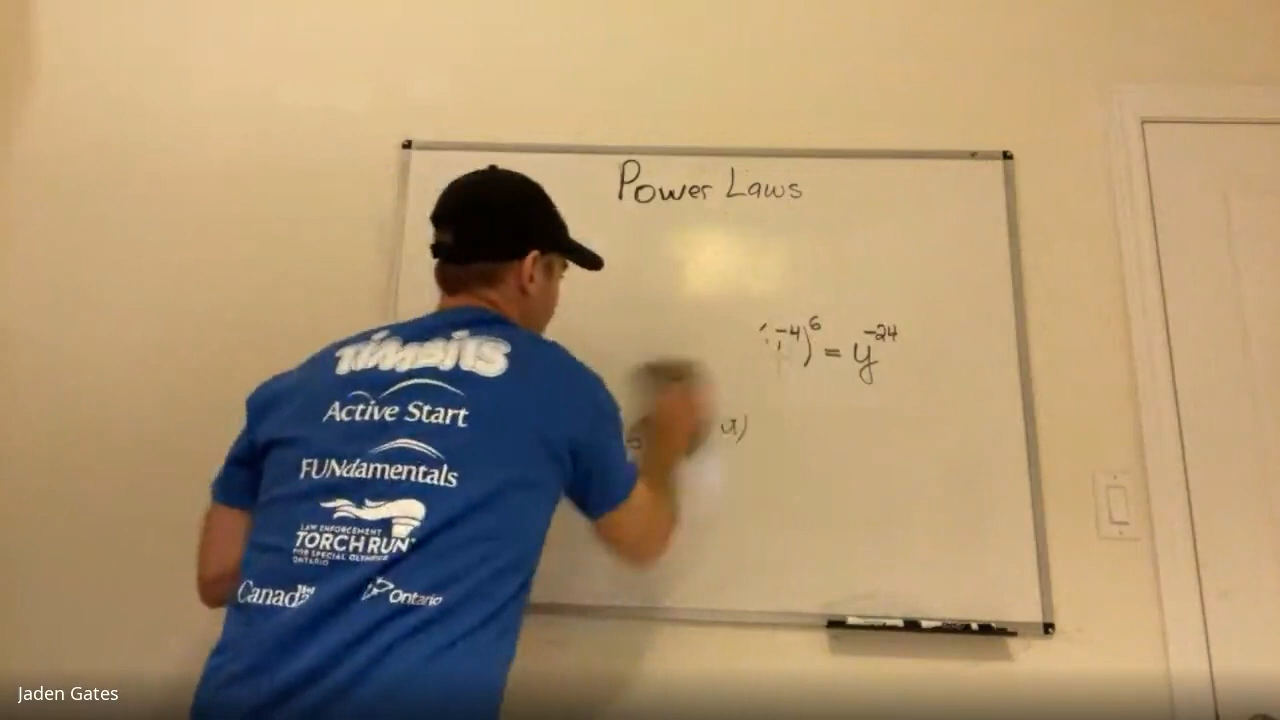 Power Laws
⁻⁴)⁶ = y⁻²⁴
TIMBITS
Active Start
FUNdamentals
LAW ENFORCEMENT
TORCH RUN
FOR SPECIAL OLYMPICS
ONTARIO
Canada
Ontario
Jaden Gates